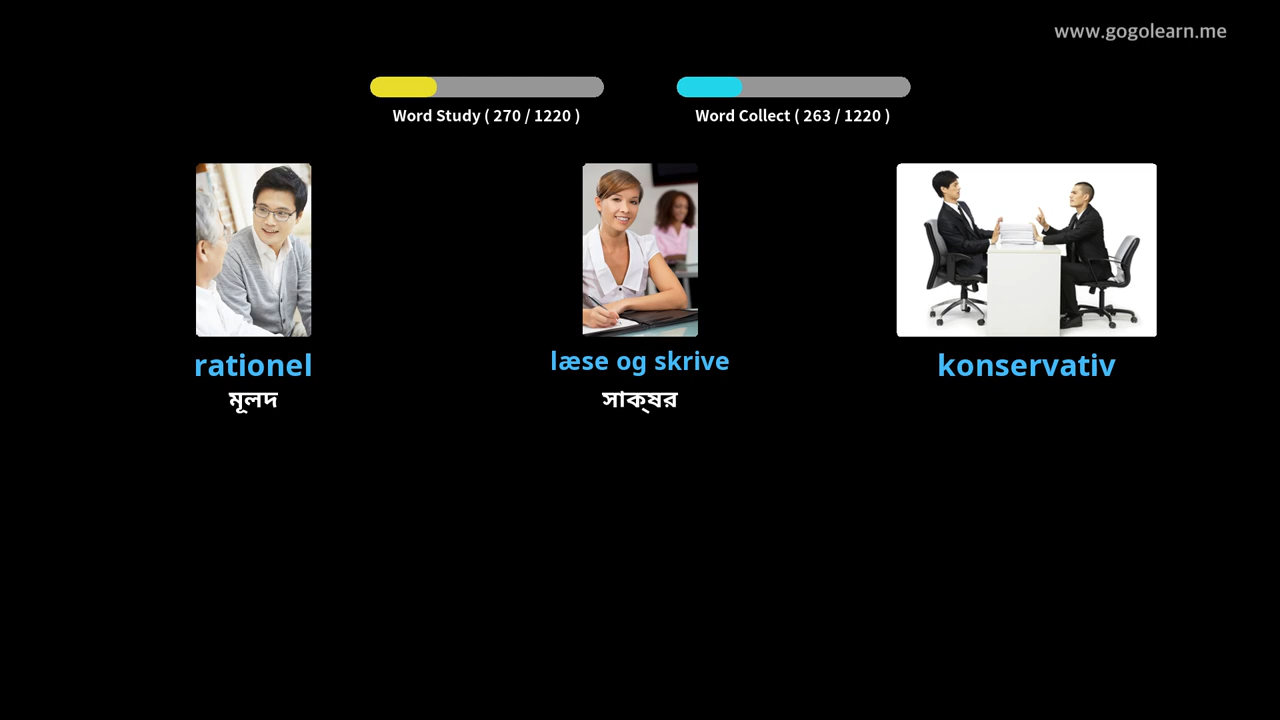 www.gogolearn.me
Word Study ( 270 / 1220 )
Word Collect ( 263 / 1220 )
rationel
læse og skrive
konservativ
মূলদ
সাক্ষর